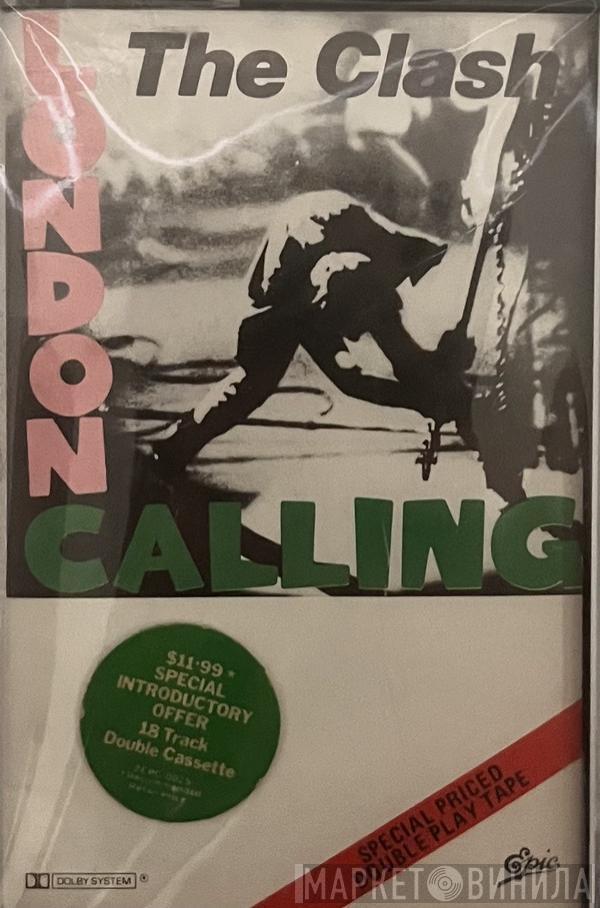 The Clash
LONDON
CALLING
$11·99 *
SPECIAL
INTRODUCTORY
OFFER
18 Track
Double Cassette
SPECIAL PRICED
DOUBLE PLAY TAPE
DOLBY SYSTEM ®
Epic
МАРКЕТ ВИНИЛА